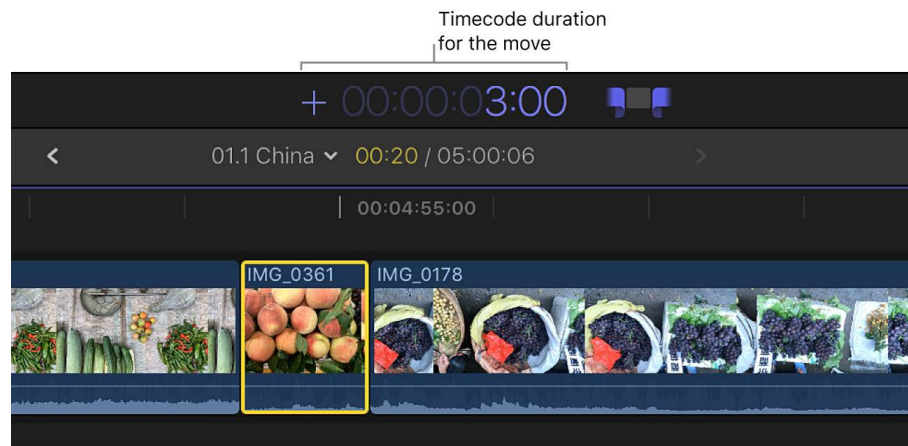 Timecode duration
for the move
+ 00:00:03:00
01.1 China 00:20 / 05:00:06
00:04:55:00
IMG_0361 IMG_0178